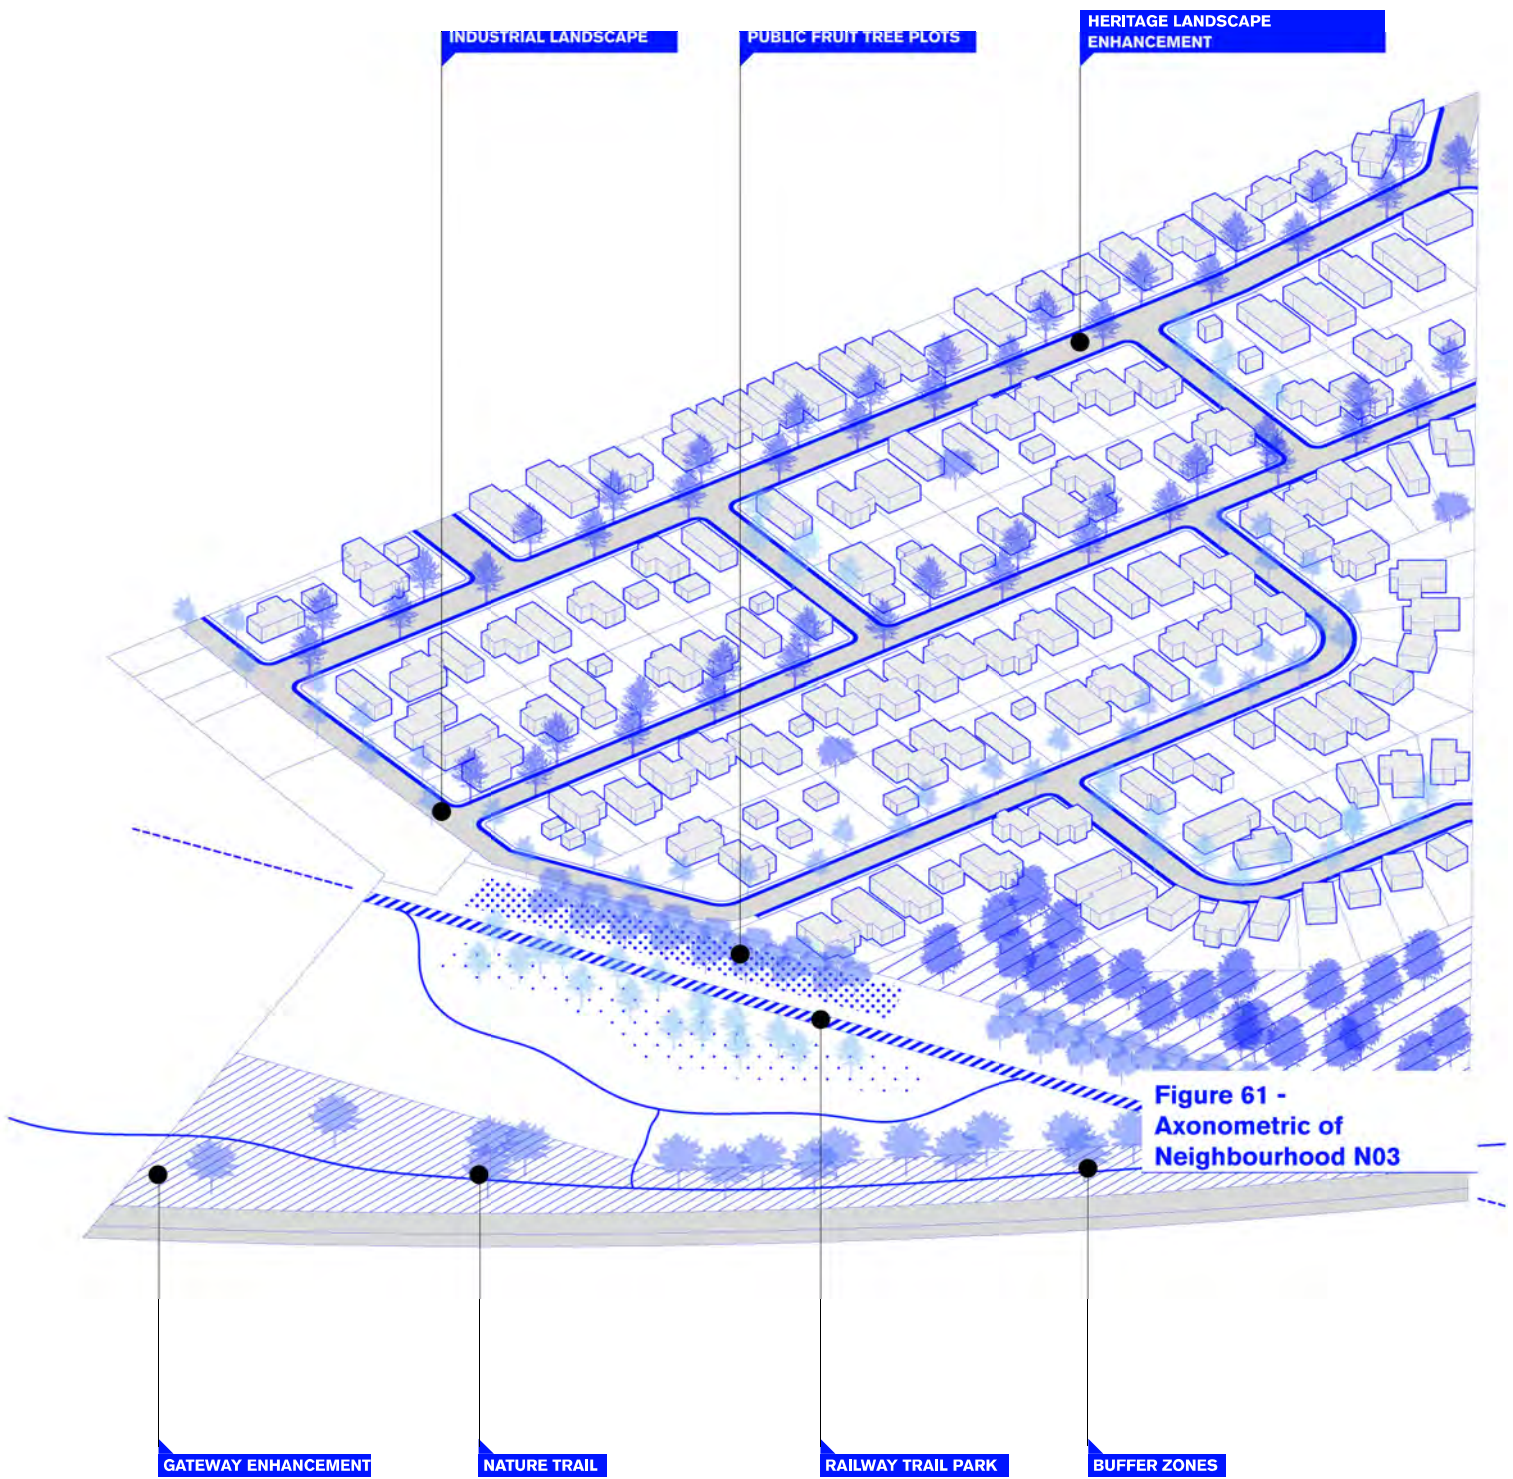 HERITAGE LANDSCAPE
ENHANCEMENT
INDUSTRIAL LANDSCAPE
PUBLIC FRUIT TREE PLOTS
Figure 61 -
Axonometric of
Neighbourhood N03
GATEWAY ENHANCEMENT
NATURE TRAIL
RAILWAY TRAIL PARK
BUFFER ZONES